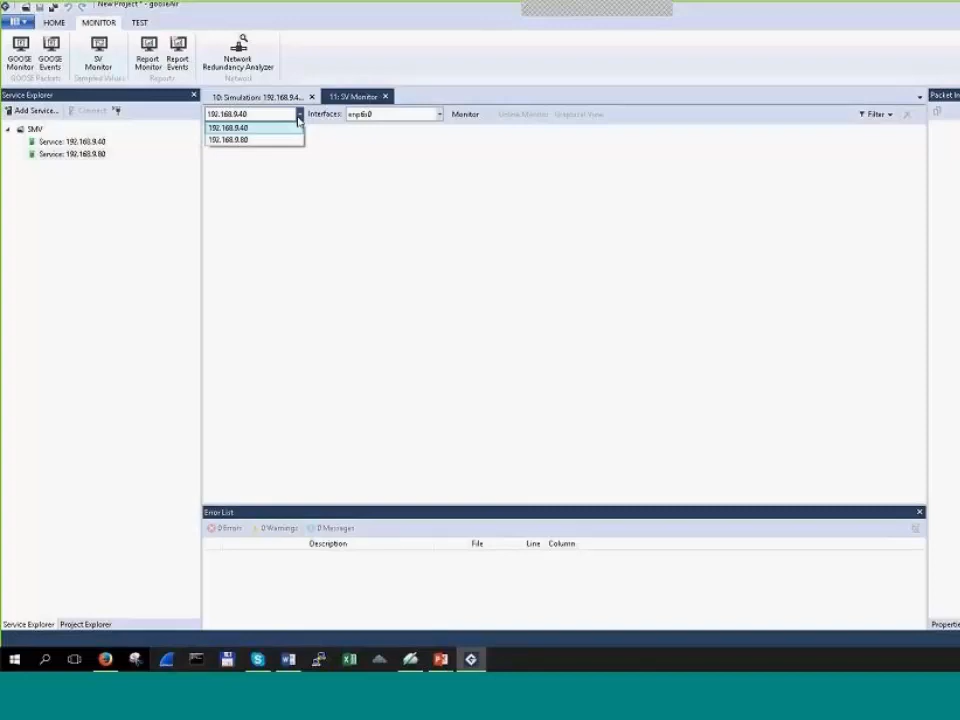 New Project * - gooseAir
HOME MONITOR TEST
GOOSE Monitor GOOSE Events SV Monitor Report Monitor Report Events Network Redundancy Analyzer
GOOSE Packets Sampled Values Reports Network
Service Explorer
10: Simulation: 192.168.9.4... 11: SV Monitor
Packet In
Add Service... Connect
192.168.9.40 Interfaces: Monitor Unlink Monitor Filter
192.168.9.40
192.168.9.80
SMV
Service: 192.168.9.40
Service: 192.168.9.80
Error List
0 Errors 0 Warnings 0 Messages
Description File Line Column
Service Explorer Project Explorer
Propertie